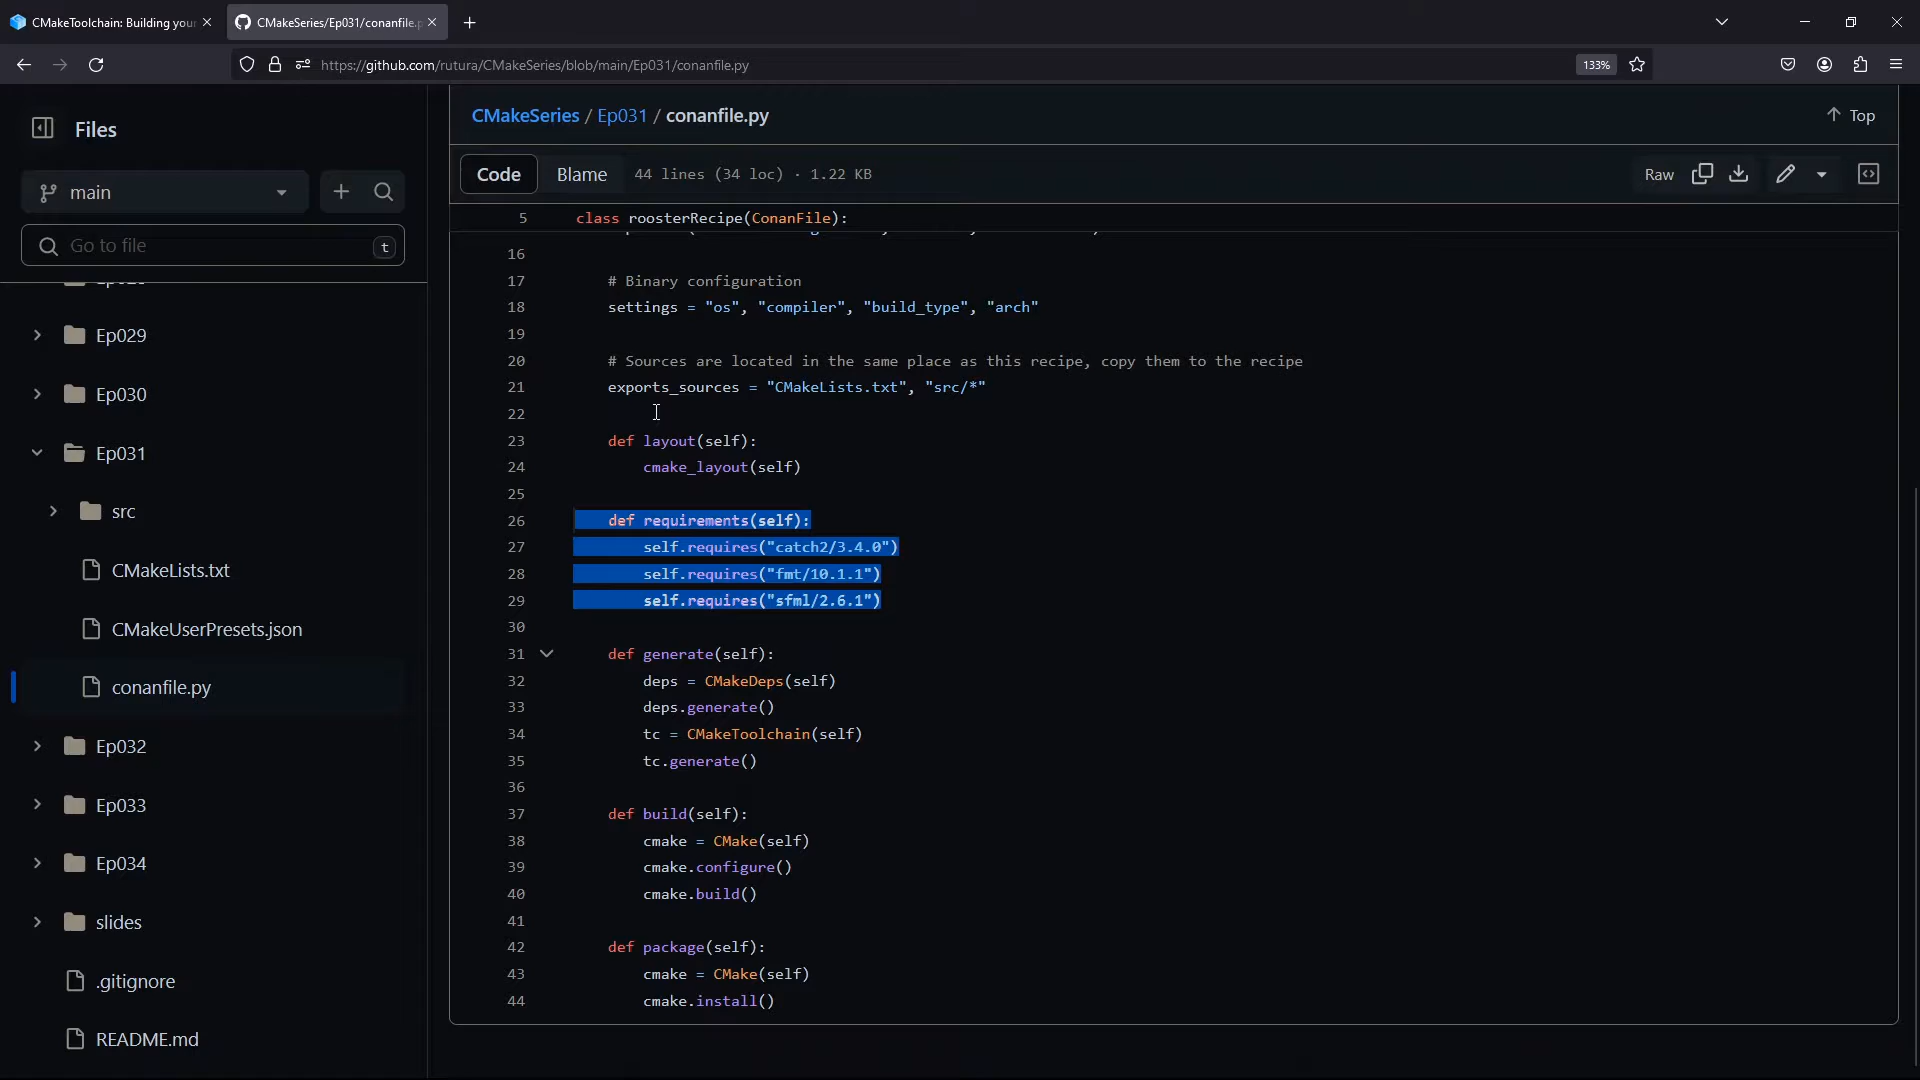 CMakeToolchain: Building your
CMakeSeries/Ep031/conanfile.p
https://github.com/rutura/CMakeSeries/blob/main/Ep031/conanfile.py
133%
Files
main
Go to file
t
Ep029
Ep030
Ep031
src
CMakeLists.txt
CMakeUserPresets.json
conanfile.py
Ep032
Ep033
Ep034
slides
.gitignore
README.md
CMakeSeries / Ep031 / conanfile.py
Top
Code
Blame
44 lines (34 loc) · 1.22 KB
Raw
5 class roosterRecipe(ConanFile):
16
17 # Binary configuration
18 settings = "os", "compiler", "build_type", "arch"
19
20 # Sources are located in the same place as this recipe, copy them to the recipe
21 exports_sources = "CMakeLists.txt", "src/*"
22
23 def layout(self):
24 cmake_layout(self)
25
26 def requirements(self):
27 self.requires("catch2/3.4.0")
28 self.requires("fmt/10.1.1")
29 self.requires("sfml/2.6.1")
30
31 def generate(self):
32 deps = CMakeDeps(self)
33 deps.generate()
34 tc = CMakeToolchain(self)
35 tc.generate()
36
37 def build(self):
38 cmake = CMake(self)
39 cmake.configure()
40 cmake.build()
41
42 def package(self):
43 cmake = CMake(self)
44 cmake.install()